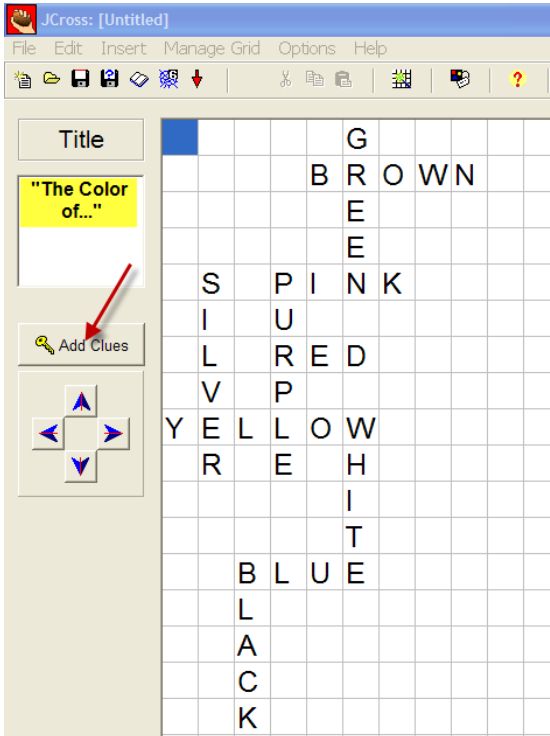 JCross: [Untitled]
File Edit Insert Manage Grid Options Help
Title
"The Color
of..."
Add Clues
G
B R O W N
E
E
S P I N K
I U
L R E D
V P
Y E L L O W
R E H
I
T
B L U E
L
A
C
K